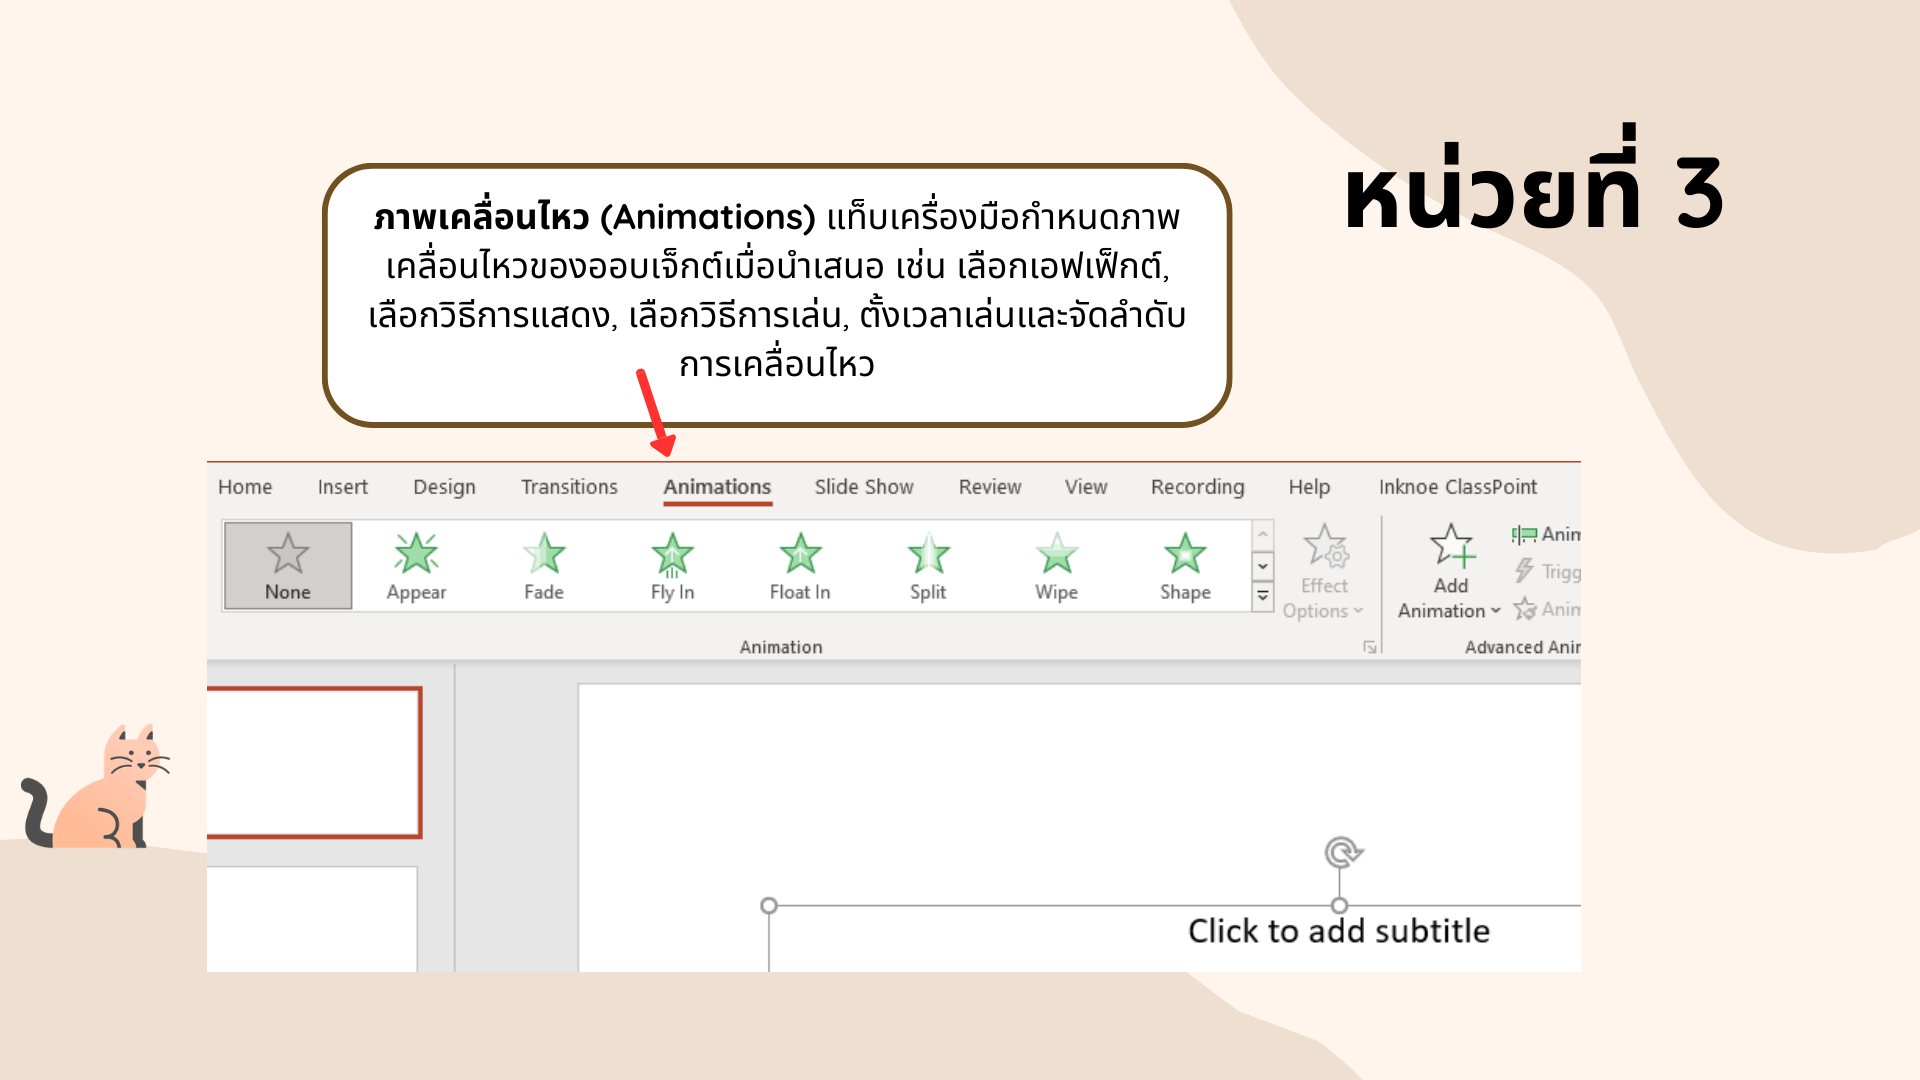 หน่วยที่ 3
ภาพเคลื่อนไหว (Animations) แท็บเครื่องมือกำหนดภาพ
เคลื่อนไหวของออบเจ็กต์เมื่อนำเสนอ เช่น เลือกเอฟเฟ็กต์,
เลือกวิธีการแสดง, เลือกวิธีการเล่น, ตั้งเวลาเล่นและจัดลำดับ
การเคลื่อนไหว
Home Insert Design Transitions Animations Slide Show Review View Recording Help Inknoe ClassPoint
None Appear Fade Fly In Float In Split Wipe Shape
Effect
Options
Add
Animation
Anim
Trigg
Anim
Animation
Advanced Anir
Click to add subtitle